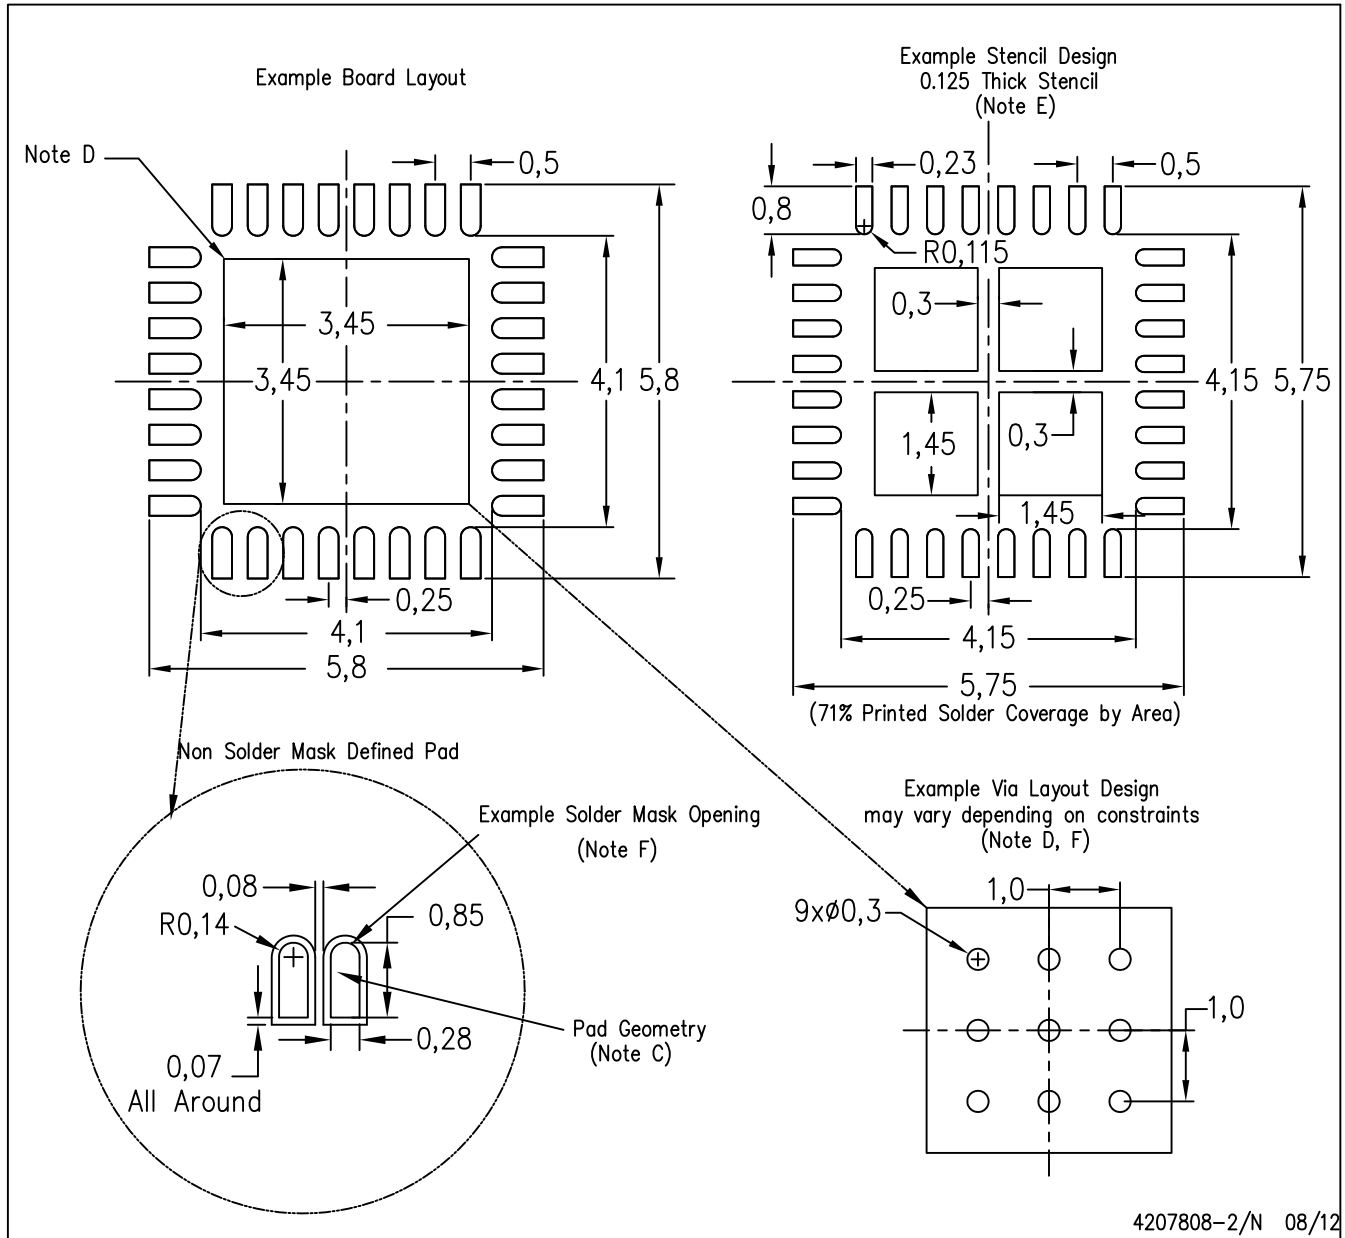 Example Board Layout
Note D
0,5
3,45
3,45
4,1
5,8
0,25
4,1
5,8
Example Stencil Design
0.125 Thick Stencil
(Note E)
0,23
0,5
0,8
R0,115
0,3
4,15
5,75
1,45
0,3
1,45
0,25
4,15
5,75
(71% Printed Solder Coverage by Area)
Non Solder Mask Defined Pad
Example Solder Mask Opening
(Note F)
0,08
R0,14
0,85
0,28
Pad Geometry
(Note C)
0,07
All Around
Example Via Layout Design
may vary depending on constraints
(Note D, F)
1,0
9xø0,3
1,0
4207808-2/N 08/12